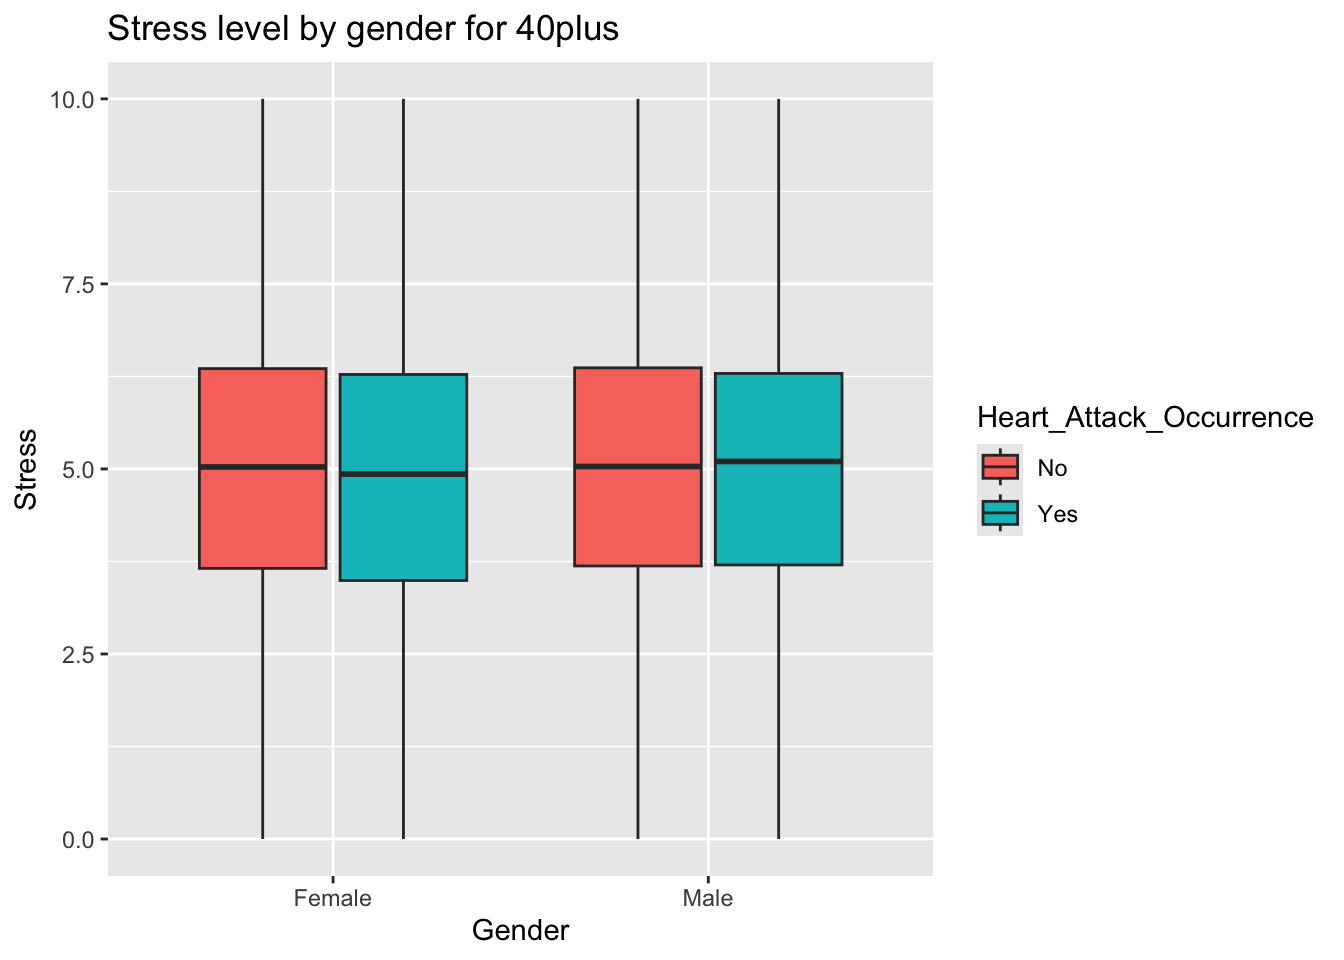 Stress level by gender for 40plus
10.0
7.5
5.0
2.5
0.0
Stress
Female
Male
Gender
Heart_Attack_Occurrence
No
Yes